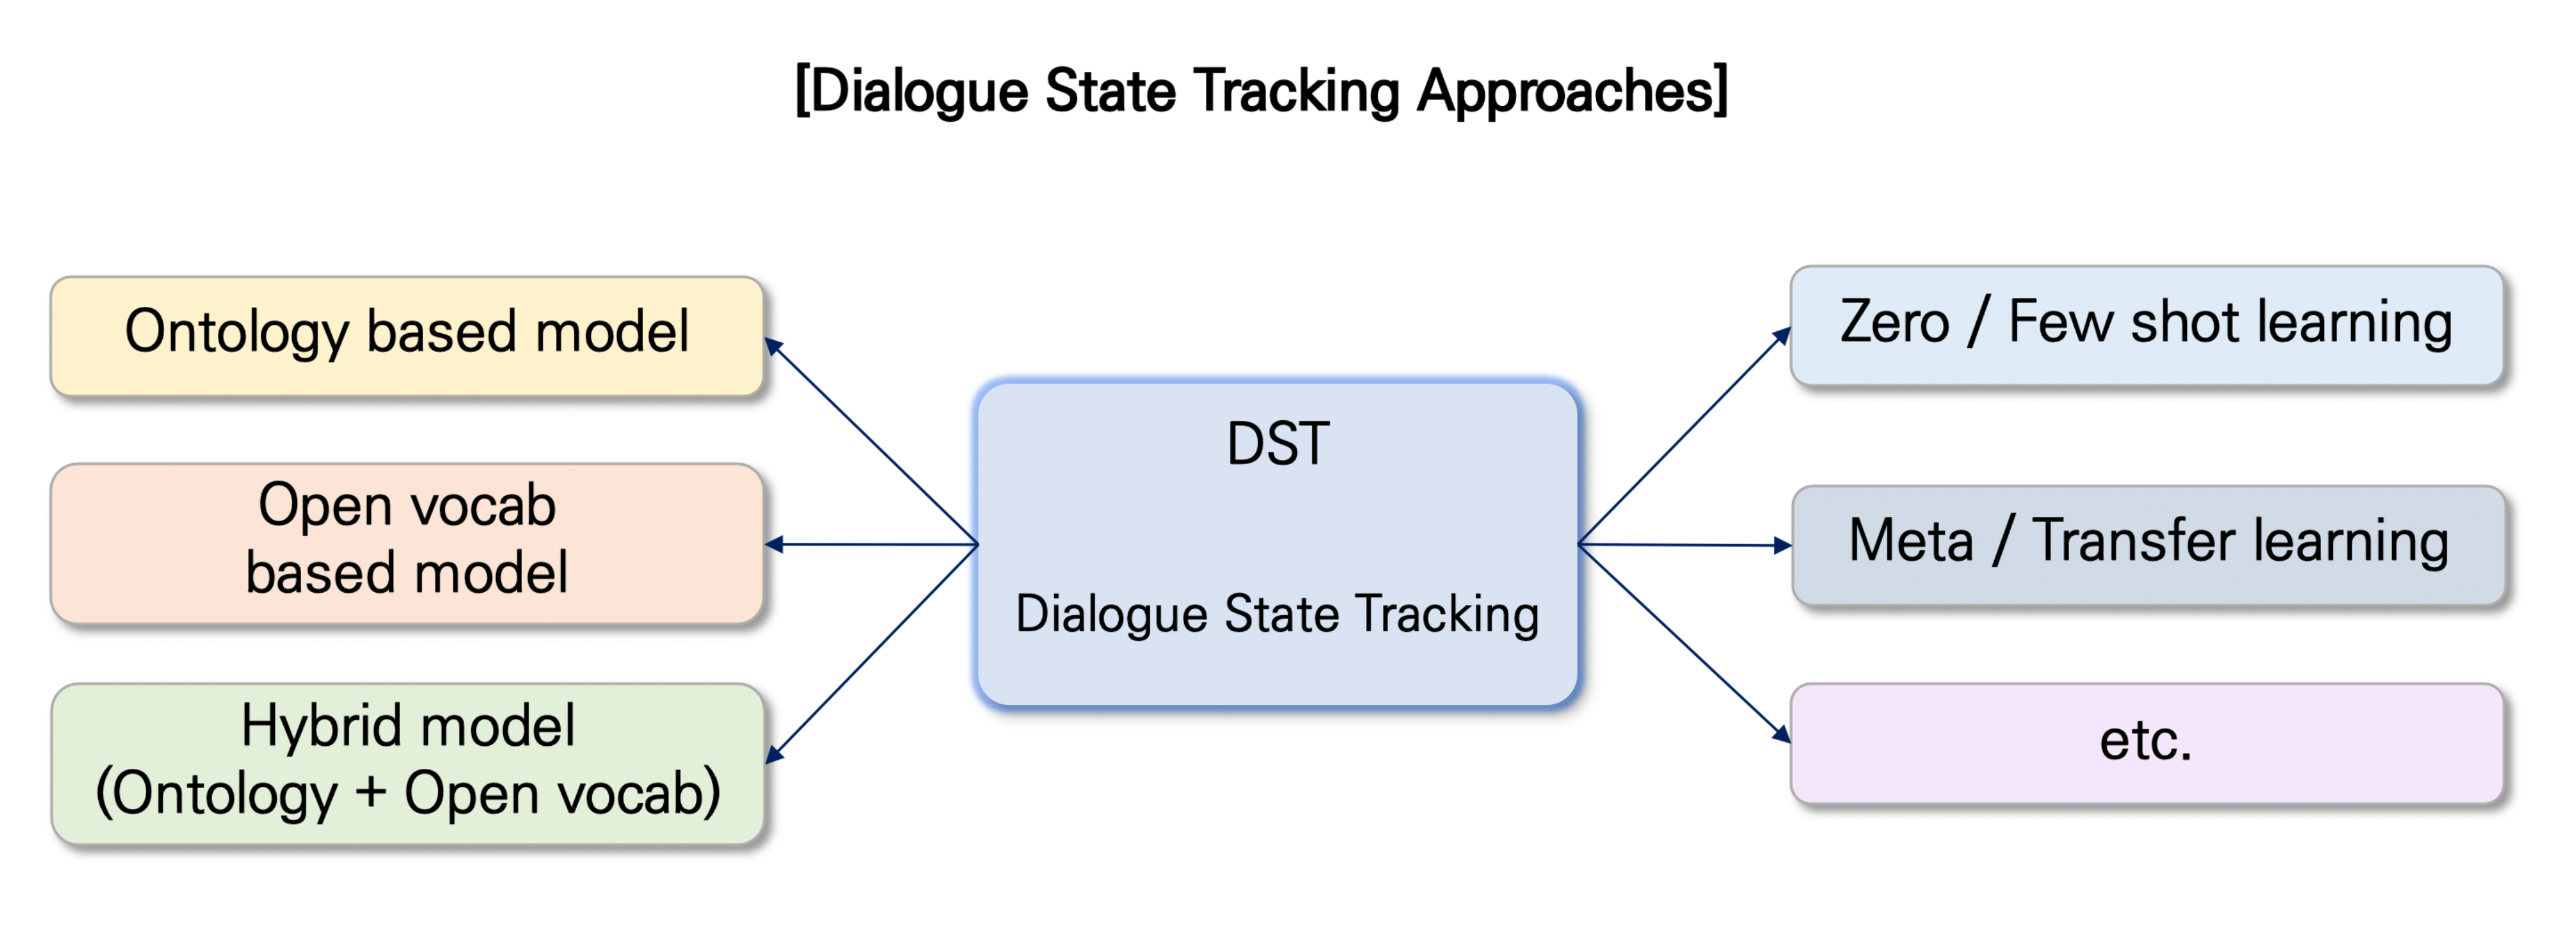 [Dialogue State Tracking Approaches]
Ontology based model
Open vocab
based model
Hybrid model
(Ontology + Open vocab)
DST
Dialogue State Tracking
Zero / Few shot learning
Meta / Transfer learning
etc.